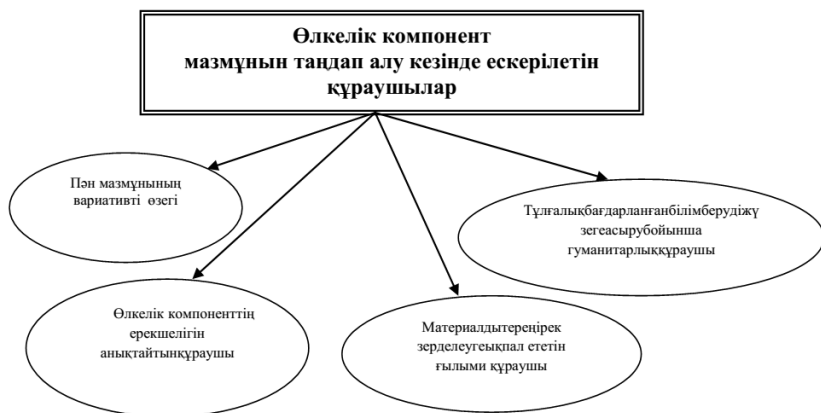 Өлкелік компонент
мазмұнын таңдап алу кезінде ескерілетін
құраушылар
Пән мазмұнының
вариативті өзегі
Тұлғалықбағдарланғанбілімберудіжү
зегеасырубойынша
гуманитарлыққұраушы
Өлкелік компоненттің
ерекшелігін
анықтайтынқұраушы
Материалдытереңірек
зерделеугеықпал ететін
ғылыми құраушы